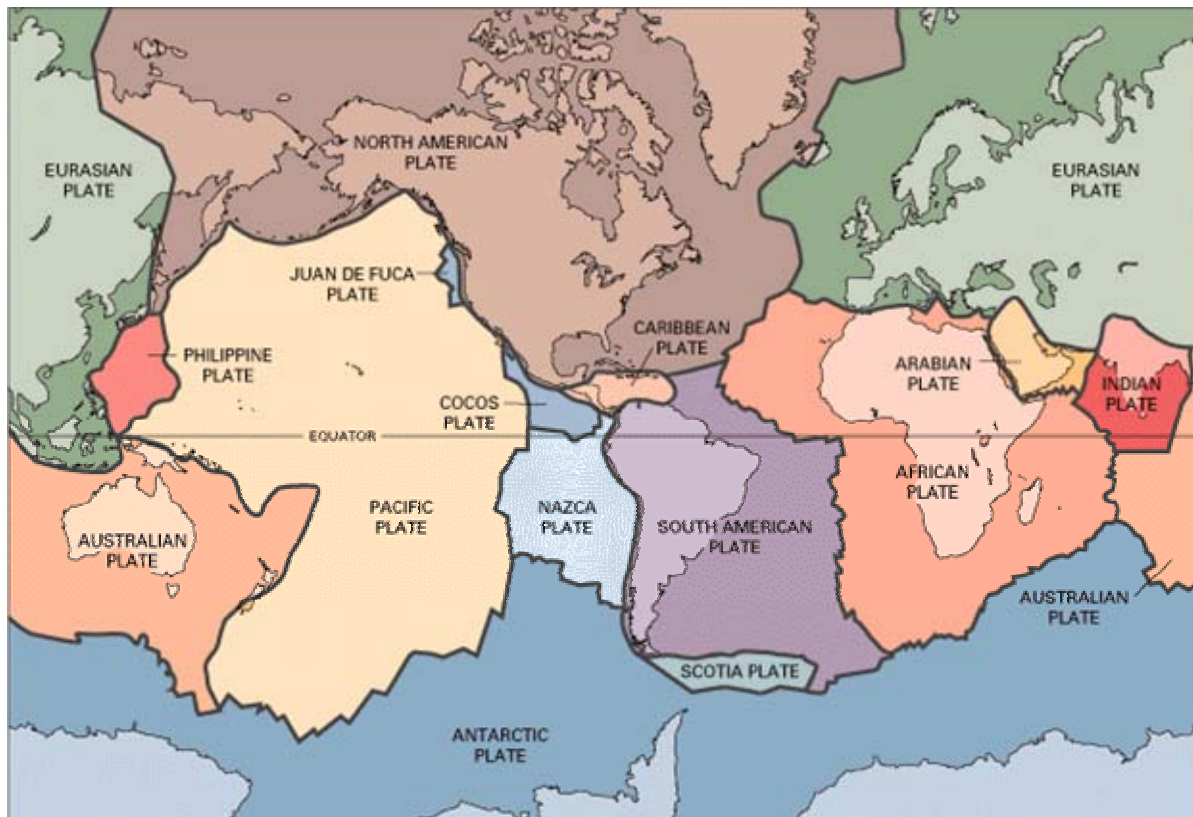 NORTH AMERICAN
PLATE
EURASIAN
PLATE
EURASIAN
PLATE
JUAN DE FUCA
PLATE
CARIBBEAN
PLATE
PHILIPPINE
PLATE
ARABIAN
PLATE
INDIAN
PLATE
COCOS
PLATE
EQUATOR
AFRICAN
PLATE
PACIFIC
PLATE
NAZCA
PLATE
SOUTH AMERICAN
PLATE
AUSTRALIAN
PLATE
AUSTRALIAN
PLATE
SCOTIA PLATE
ANTARCTIC
PLATE